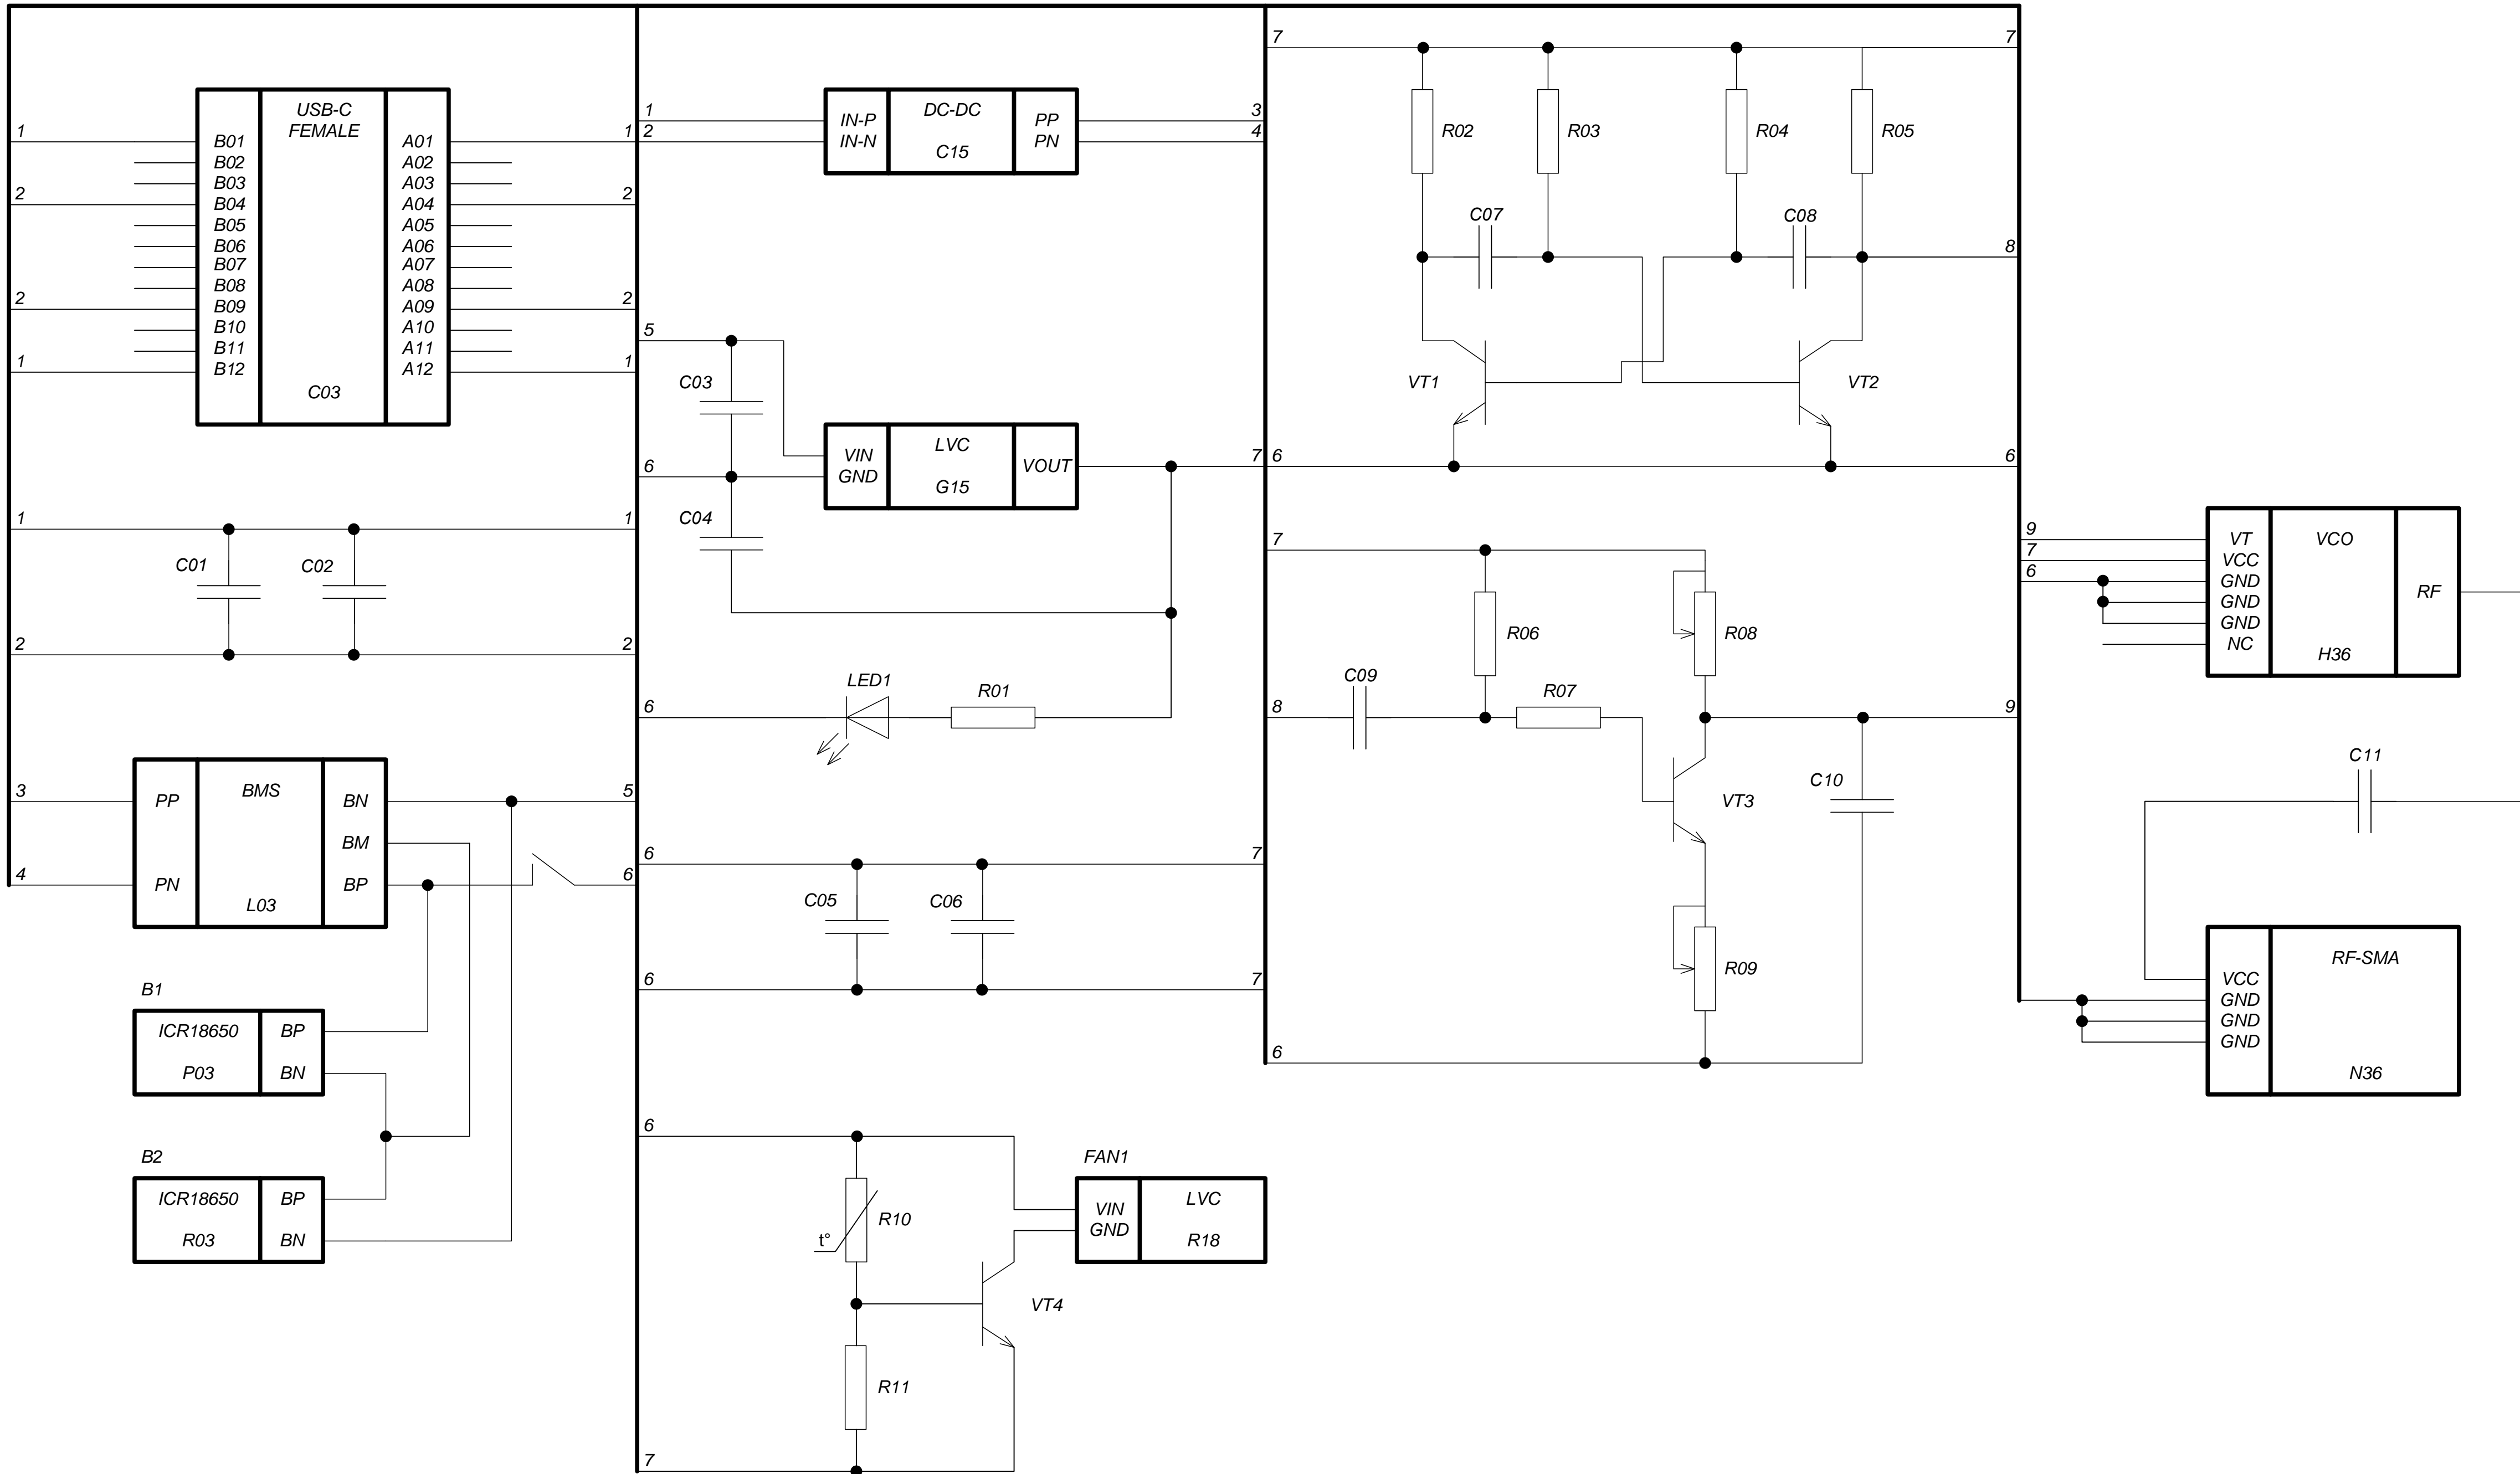 7 7
USB-C
FEMALE
C03
B01 A01
B02 A02
B03 A03
B04 A04
B05 A05
B06 A06
B07 A07
B08 A08
B09 A09
B10 A10
B11 A11
B12 A12
1 1
2 2
2 2
1 1
1 1
C01 C02
2 2
3
4
PP BMS BN
BM
PN L03 BP
5
6
B1
ICR18650 BP
P03 BN
B2
ICR18650 BP
R03 BN
1 3
2 4
IN-P DC-DC PP
IN-N C15 PN
5
C03
6
VIN LVC VOUT
GND G15
7
C04
LED1 R01
6
6 7
C05 C06
6 7
6
R10
t°
R11
VT4
7
FAN1
VIN LVC
GND R18
R02 R03 R04 R05
C07 C08
8
VT1 VT2
6 6
7
R06 R08
C09 R07
8 9
VT3 C10
R09
6
9
7
6
VT VCO
VCC
GND
GND RF
GND
NC H36
C11
RF-SMA
VCC
GND
GND
GND
N36